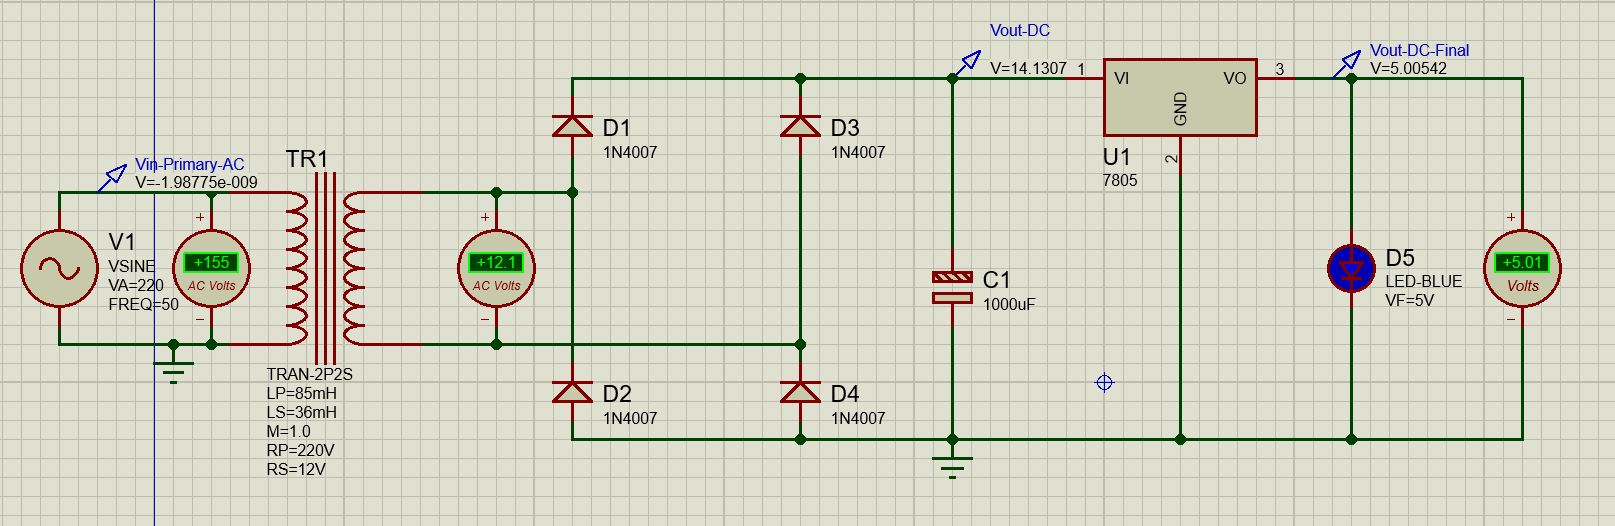 Vout-DC
V=14.1307
1
VI
VO
GND
3
2
U1
7805
Vout-DC-Final
V=5.00542
D1
1N4007
D3
1N4007
Vin-Primary-AC
V=-1.98775e-009
TR1
V1
VSINE
VA=220
FREQ=50
+
+155
AC Volts
−
+
+12.1
AC Volts
−
C1
1000uF
D5
LED-BLUE
VF=5V
+
+5.01
Volts
−
TRAN-2P2S
LP=85mH
LS=36mH
M=1.0
RP=220V
RS=12V
D2
1N4007
D4
1N4007